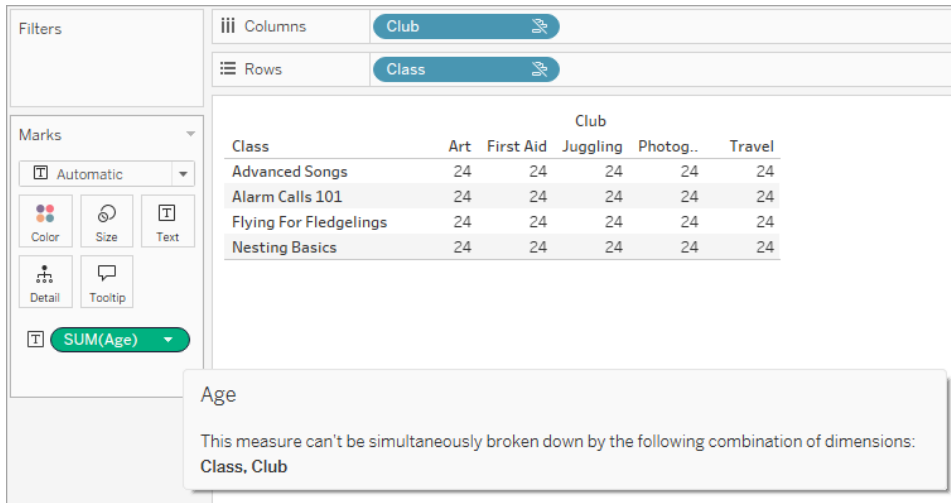 Filters
Columns Club
Rows Class
Marks
Automatic
Color Size Text
Detail Tooltip
SUM(Age)
Club
Class Art First Aid Juggling Photog.. Travel
Advanced Songs 24 24 24 24 24
Alarm Calls 101 24 24 24 24 24
Flying For Fledgelings 24 24 24 24 24
Nesting Basics 24 24 24 24 24
Age
This measure can't be simultaneously broken down by the following combination of dimensions:
Class, Club